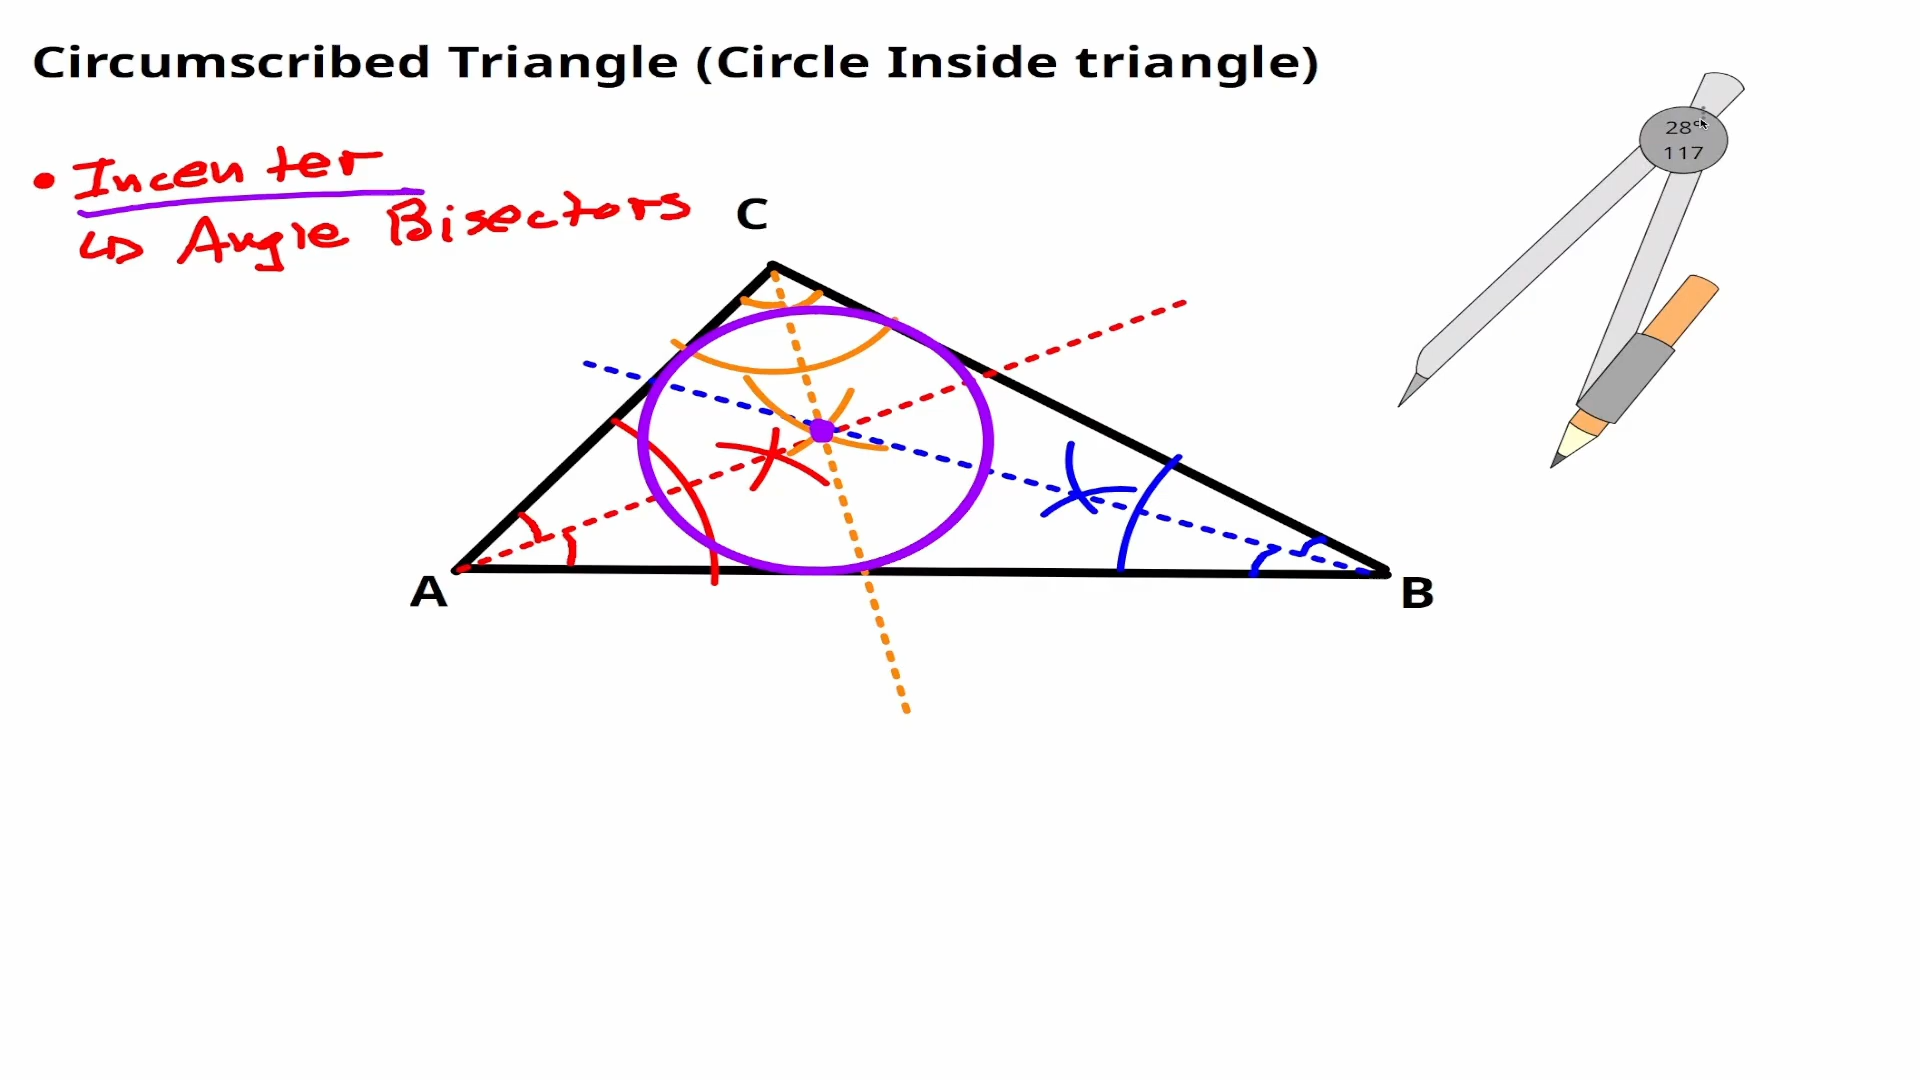 Circumscribed Triangle (Circle Inside triangle)
• Incenter
↳ Angle Bisectors
C
A
B
28°
117